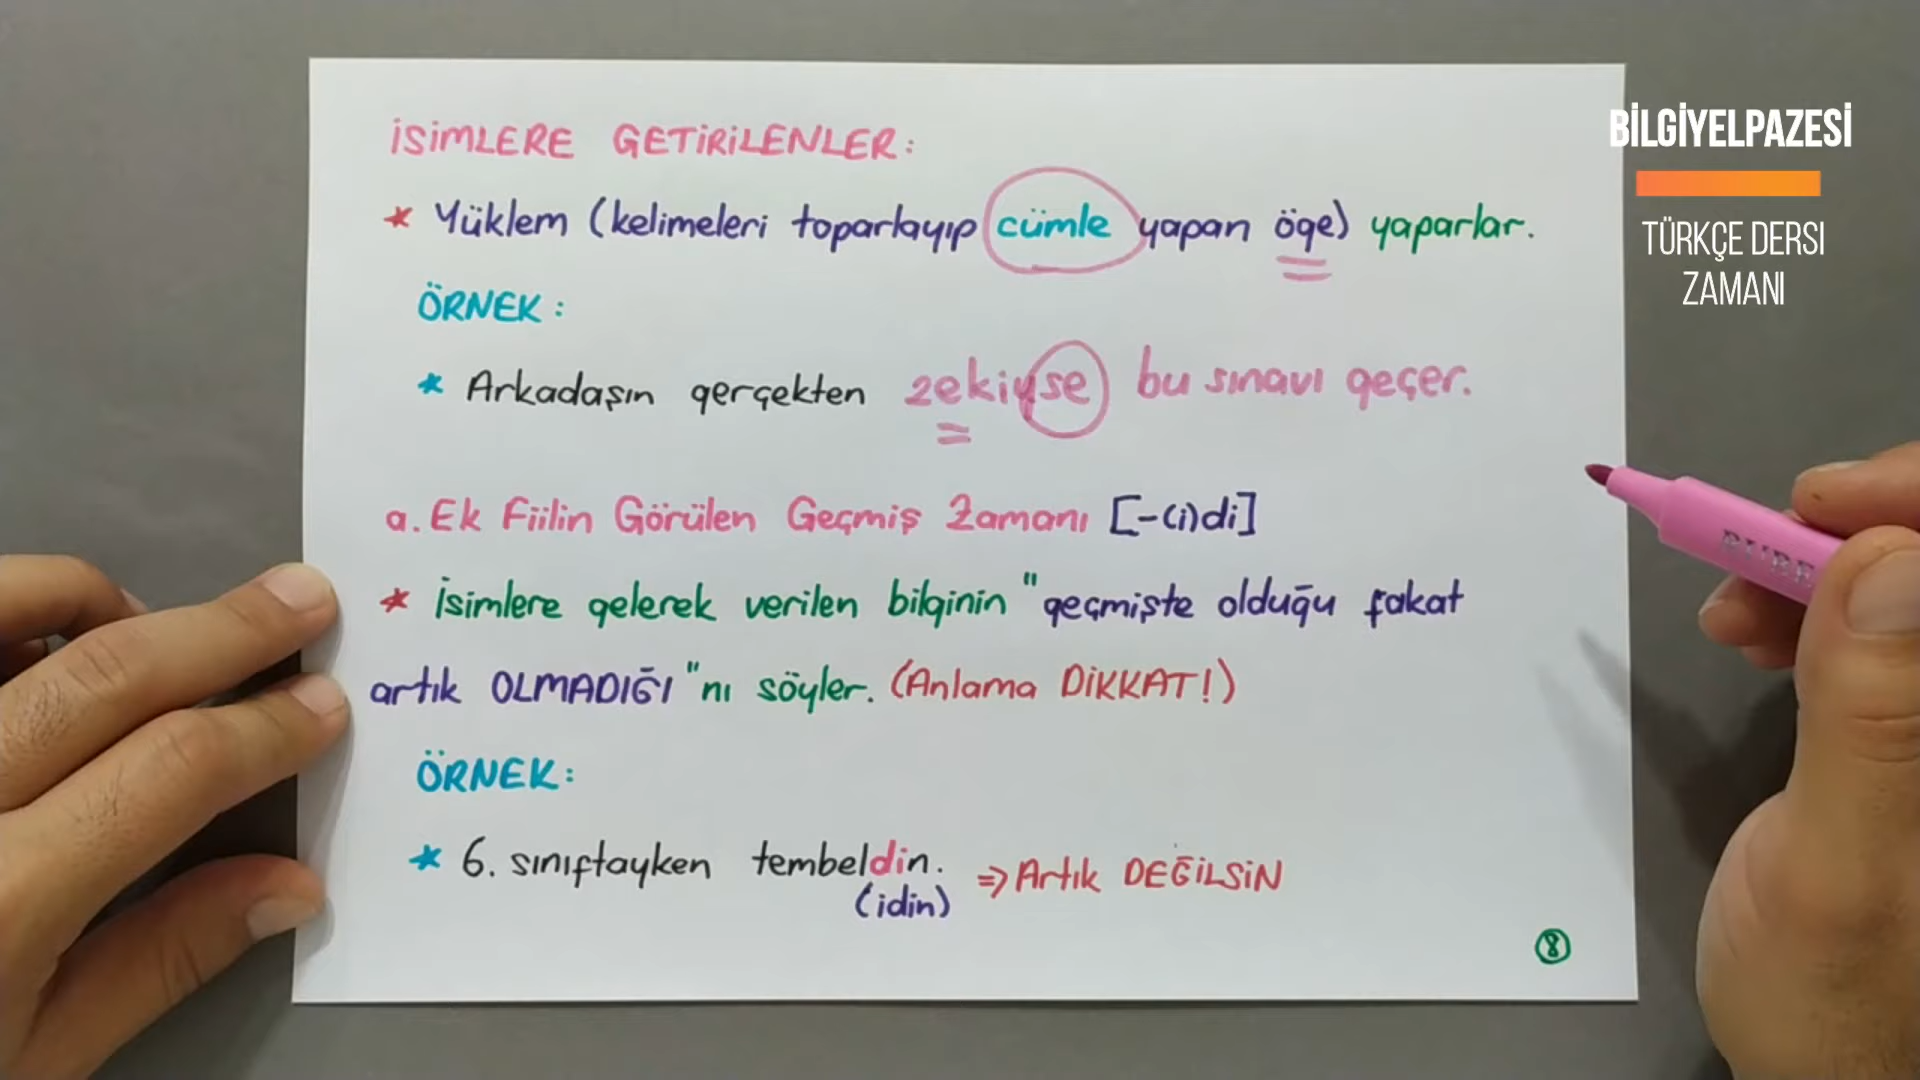 İSİMLERE GETİRİLENLER:
* Yüklem (kelimeleri toparlayıp cümle yapan öge) yaparlar.
ÖRNEK:
* Arkadaşın gerçekten zekiyse bu sınavı geçer.
a. Ek Fiilin Görülen Geçmiş Zamanı [-(i)di]
* İsimlere gelerek verilen bilginin "geçmişte olduğu fakat
artık OLMADIĞI"nı söyler. (Anlama DİKKAT!)
ÖRNEK:
* 6. sınıftayken tembeldin. ⇒ Artık DEĞİLSİN
(idin)
8
BİLGİYELPAZESİ
TÜRKÇE DERSI
ZAMANI